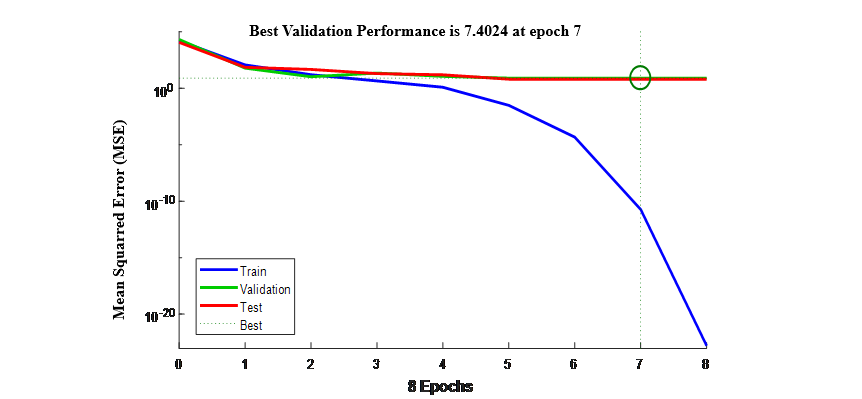 Best Validation Performance is 7.4024 at epoch 7
Mean Squarred Error (MSE)
10^0
10^-10
10^-20
Train
Validation
Test
Best
0 1 2 3 4 5 6 7 8
8 Epochs